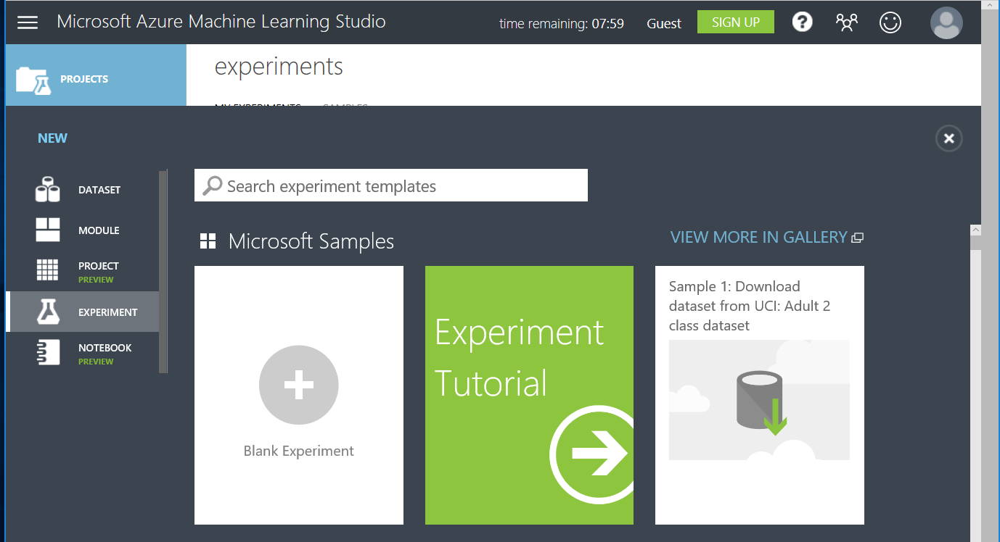 Microsoft Azure Machine Learning Studio
time remaining: 07:59
Guest
SIGN UP
?
PROJECTS
experiments
MY EXPERIMENTS
SAMPLES
NEW
DATASET
MODULE
PROJECT
PREVIEW
EXPERIMENT
NOTEBOOK
PREVIEW
Search experiment templates
Microsoft Samples
VIEW MORE IN GALLERY
Blank Experiment
Experiment
Tutorial
Sample 1: Download
dataset from UCI: Adult 2
class dataset